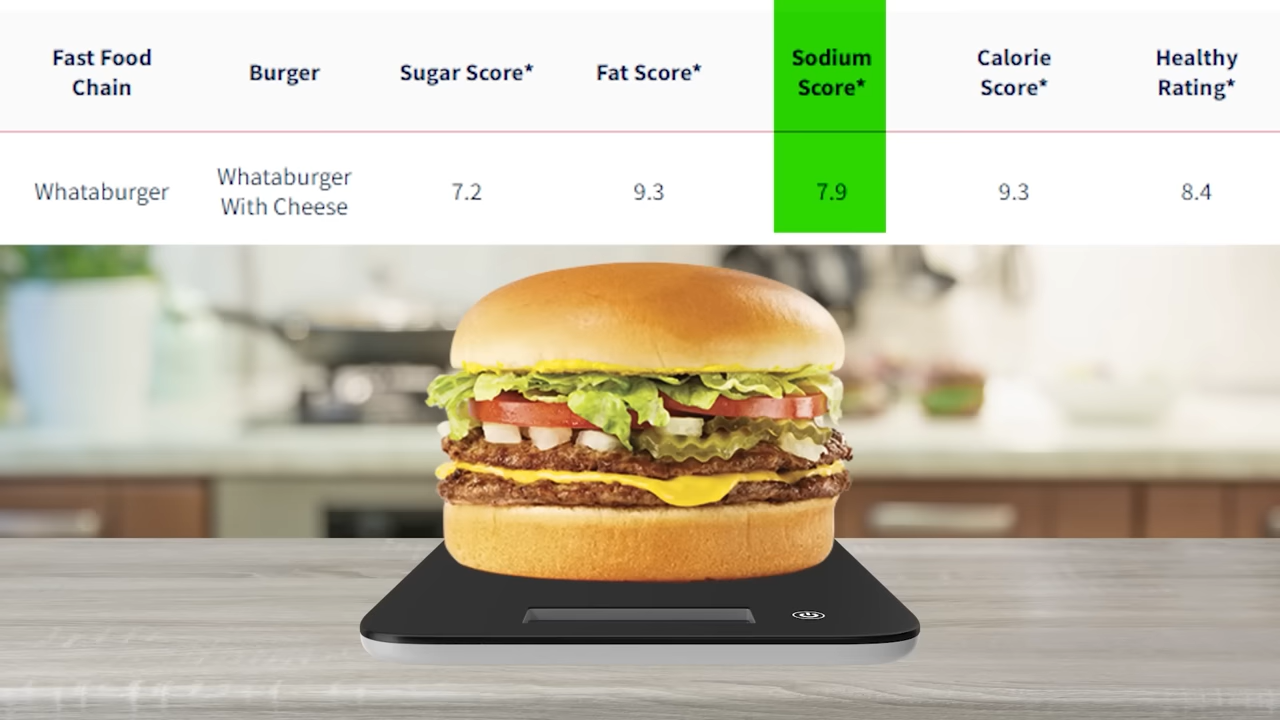 Fast Food
Chain
Burger
Sugar Score*
Fat Score*
Sodium
Score*
Calorie
Score*
Healthy
Rating*
Whataburger
Whataburger
With Cheese
7.2
9.3
7.9
9.3
8.4